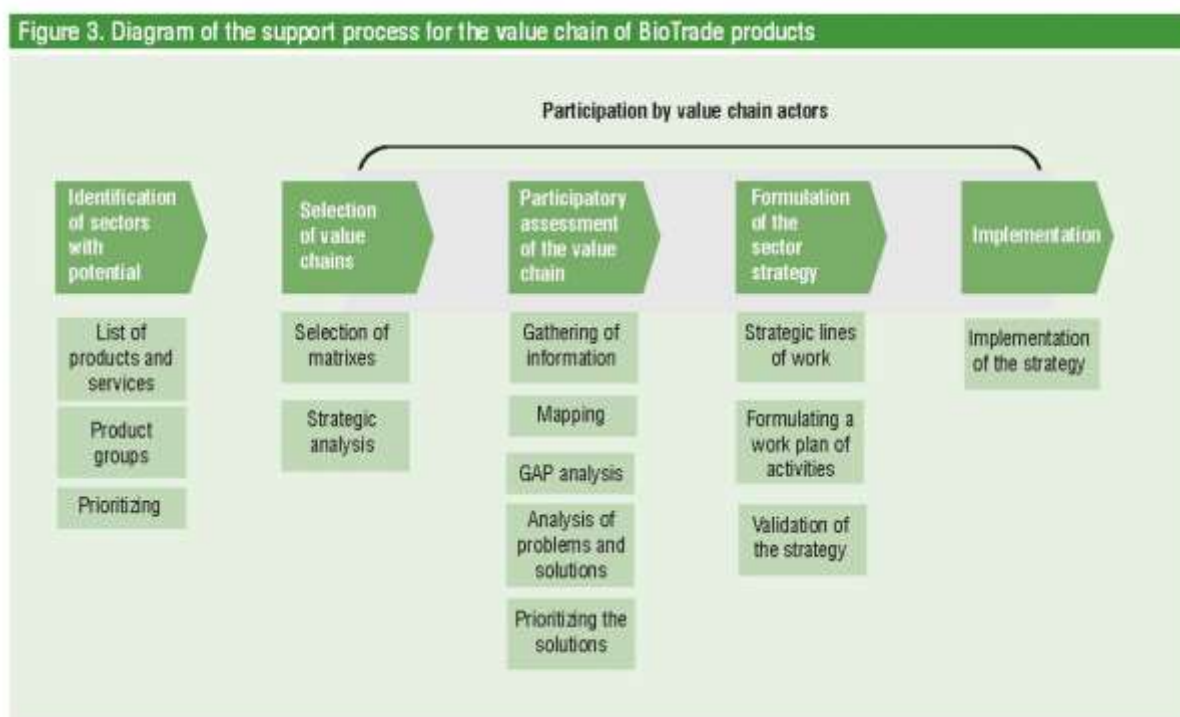 Figure 3. Diagram of the support process for the value chain of BioTrade products
Participation by value chain actors
Identification
of sectors
with
potential
Selection
of value
chains
Participatory
assessment
of the value
chain
Formulation
of the
sector
strategy
Implementation
List of
products and
services
Product
groups
Prioritizing
Selection of
matrixes
Strategic
analysis
Gathering of
information
Mapping
GAP analysis
Analysis of
problems and
solutions
Prioritizing the
solutions
Strategic lines
of work
Formulating a
work plan of
activities
Validation of
the strategy
Implementation
of the strategy